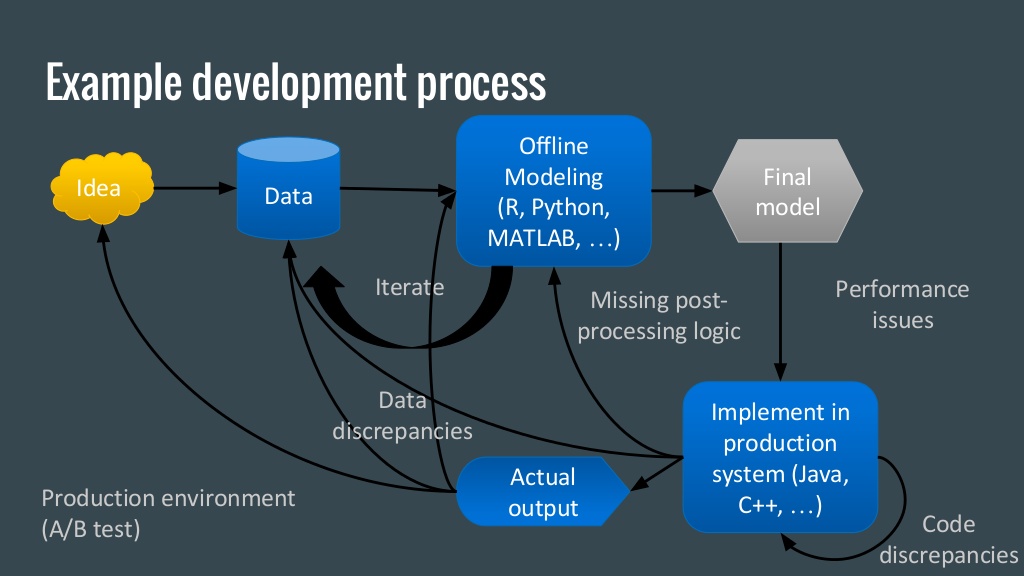 Example development process
Idea
Data
Offline
Modeling
(R, Python,
MATLAB, …)
Final
model
Iterate
Missing post-
processing logic
Performance
issues
Data
discrepancies
Implement in
production
system (Java,
C++, …)
Actual
output
Production environment
(A/B test)
Code
discrepancies